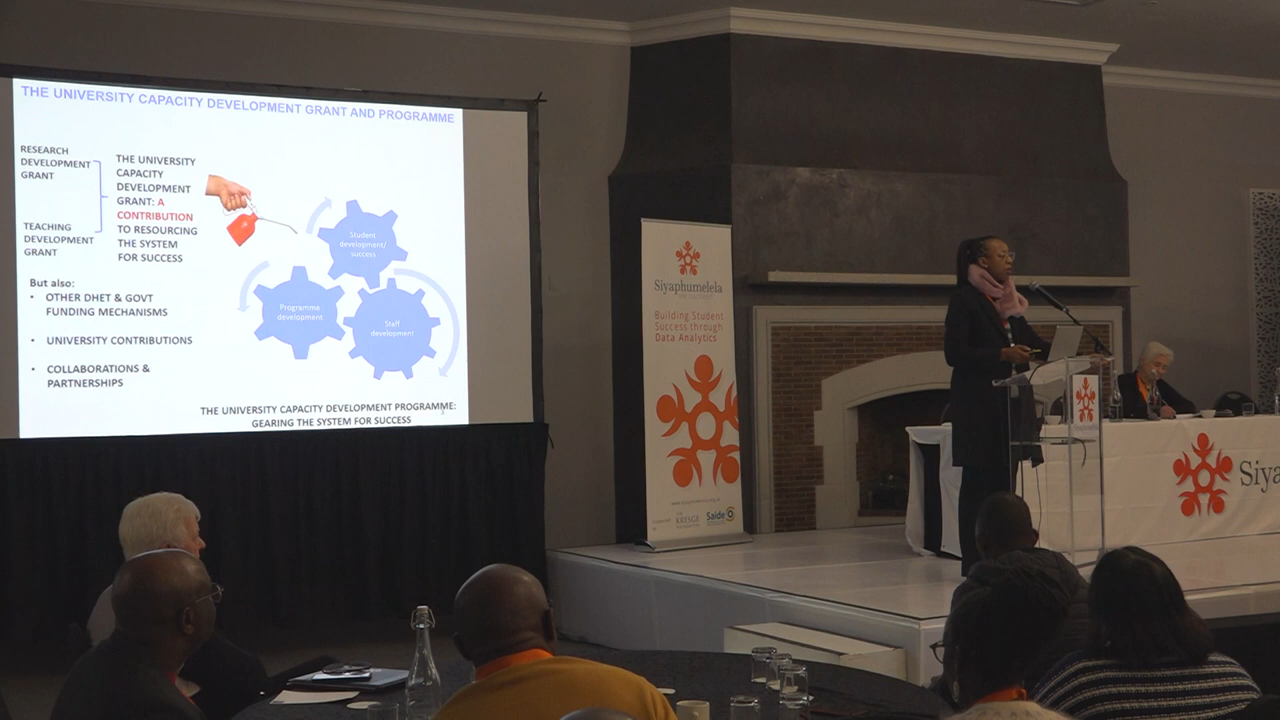 THE UNIVERSITY CAPACITY DEVELOPMENT GRANT AND PROGRAMME
RESEARCH
DEVELOPMENT
GRANT
TEACHING
DEVELOPMENT
GRANT
THE UNIVERSITY
CAPACITY
DEVELOPMENT
GRANT: A
CONTRIBUTION
TO RESOURCING
THE SYSTEM
FOR SUCCESS
Student
development/
success
Programme
development
Staff
development
But also:
• OTHER DHET & GOVT
FUNDING MECHANISMS
• UNIVERSITY CONTRIBUTIONS
• COLLABORATIONS &
PARTNERSHIPS
THE UNIVERSITY CAPACITY DEVELOPMENT PROGRAMME:
GEARING THE SYSTEM FOR SUCCESS
Siyaphumelela
Building Student
Success through
Data Analytics
KRESGE
Saide
Siya